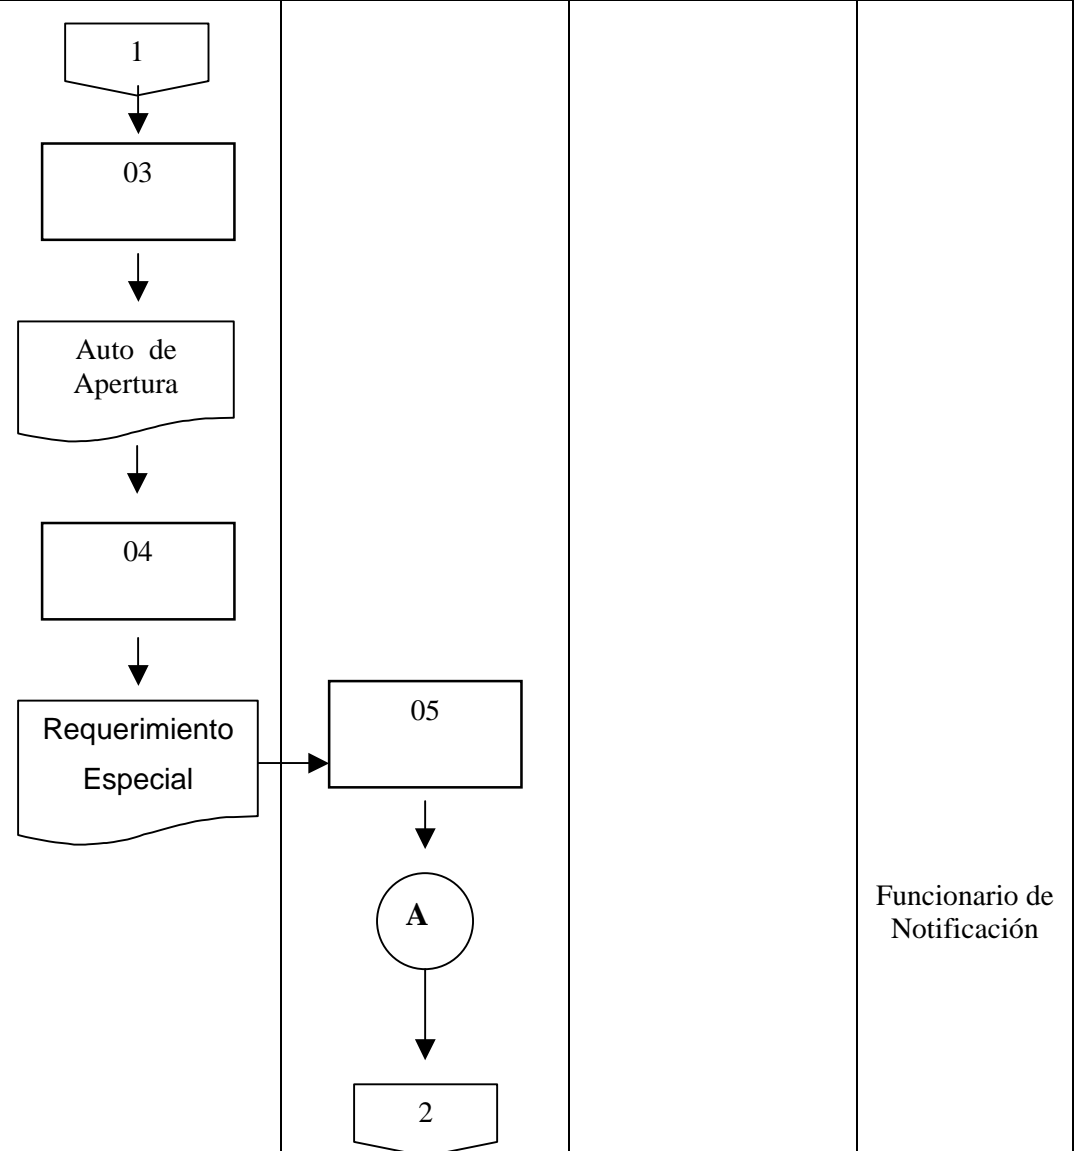 1
03
Auto de
Apertura
04
Requerimiento
Especial
05
A
Funcionario de
Notificación
2